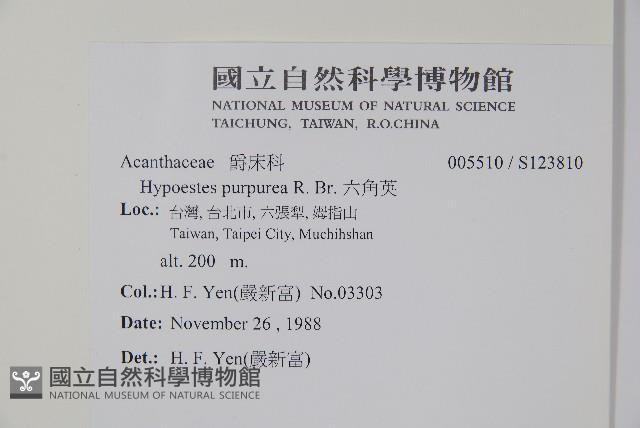 國立自然科學博物館
NATIONAL MUSEUM OF NATURAL SCIENCE
TAICHUNG, TAIWAN, R.O.CHINA
Acanthaceae 爵床科 005510 / S123810
Hypoestes purpurea R. Br. 六角英
Loc.: 台灣, 台北市, 六張犁, 姆指山
Taiwan, Taipei City, Muchihshan
alt. 200 m.
Col.: H. F. Yen(嚴新富) No.03303
Date: November 26 , 1988
Det.: H. F. Yen(嚴新富)
國立自然科學博物館
NATIONAL MUSEUM OF NATURAL SCIENCE